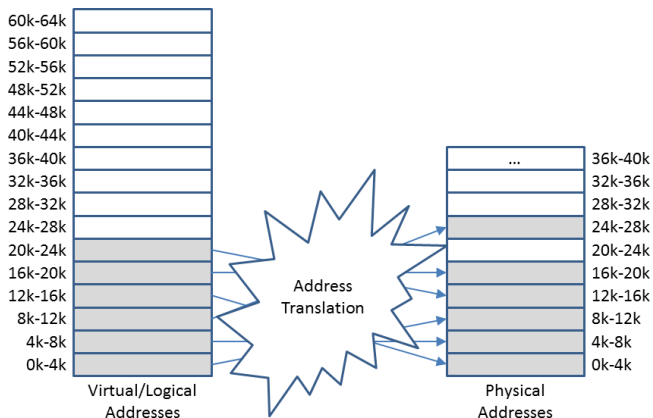 60k-64k
56k-60k
52k-56k
48k-52k
44k-48k
40k-44k
36k-40k
32k-36k
28k-32k
24k-28k
20k-24k
16k-20k
12k-16k
8k-12k
4k-8k
0k-4k
Virtual/Logical
Addresses
Address
Translation
...
36k-40k
32k-36k
28k-32k
24k-28k
20k-24k
16k-20k
12k-16k
8k-12k
4k-8k
0k-4k
Physical
Addresses